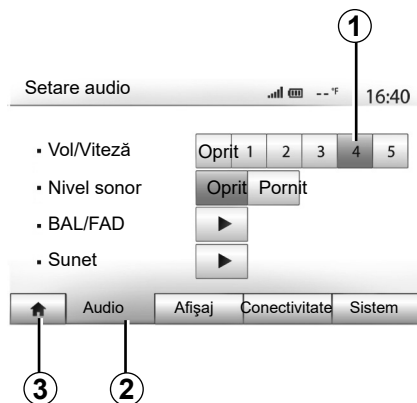 1
Setare audio --°F 16:40
Vol/Viteză Oprit 1 2 3 4 5
Nivel sonor Oprit Pornit
BAL/FAD
Sunet
Audio Afişaj Conectivitate Sistem
3 2